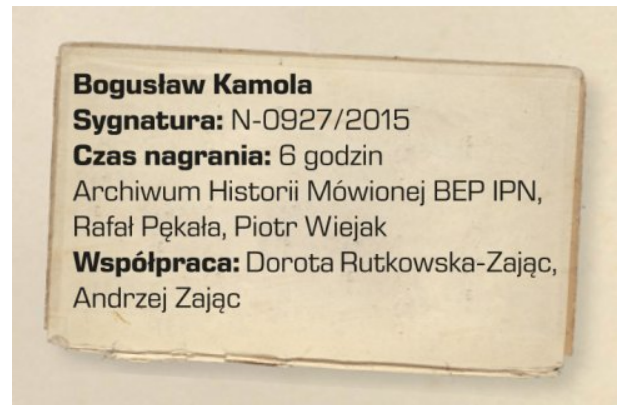 Bogusław Kamola
Sygnatura: N-0927/2015
Czas nagrania: 6 godzin
Archiwum Historii Mówionej BEP IPN,
Rafał Pękała, Piotr Wiejak
Współpraca: Dorota Rutkowska-Zając,
Andrzej Zając